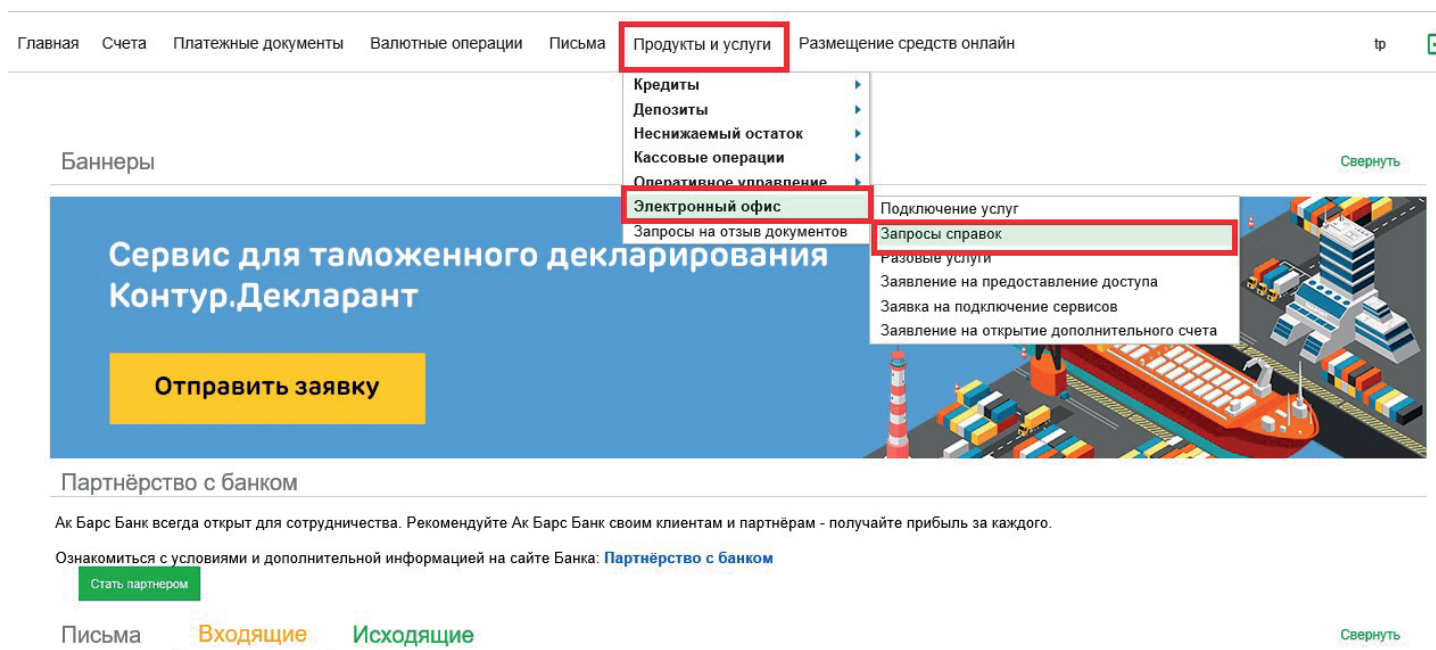 Главная Счета Платежные документы Валютные операции Письма Продукты и услуги Размещение средств онлайн tp
Кредиты
Депозиты
Неснижаемый остаток
Кассовые операции
Оперативное управление
Электронный офис
Запросы на отзыв документов
Подключение услуг
Запросы справок
Разовые услуги
Заявление на предоставление доступа
Заявка на подключение сервисов
Заявление на открытие дополнительного счета
Баннеры Свернуть
Сервис для таможенного декларирования
Контур.Декларант
Отправить заявку
Партнёрство с банком
Ак Барс Банк всегда открыт для сотрудничества. Рекомендуйте Ак Барс Банк своим клиентам и партнёрам - получайте прибыль за каждого.
Ознакомиться с условиями и дополнительной информацией на сайте Банка: Партнёрство с банком
Стать партнером
Письма Входящие Исходящие Свернуть